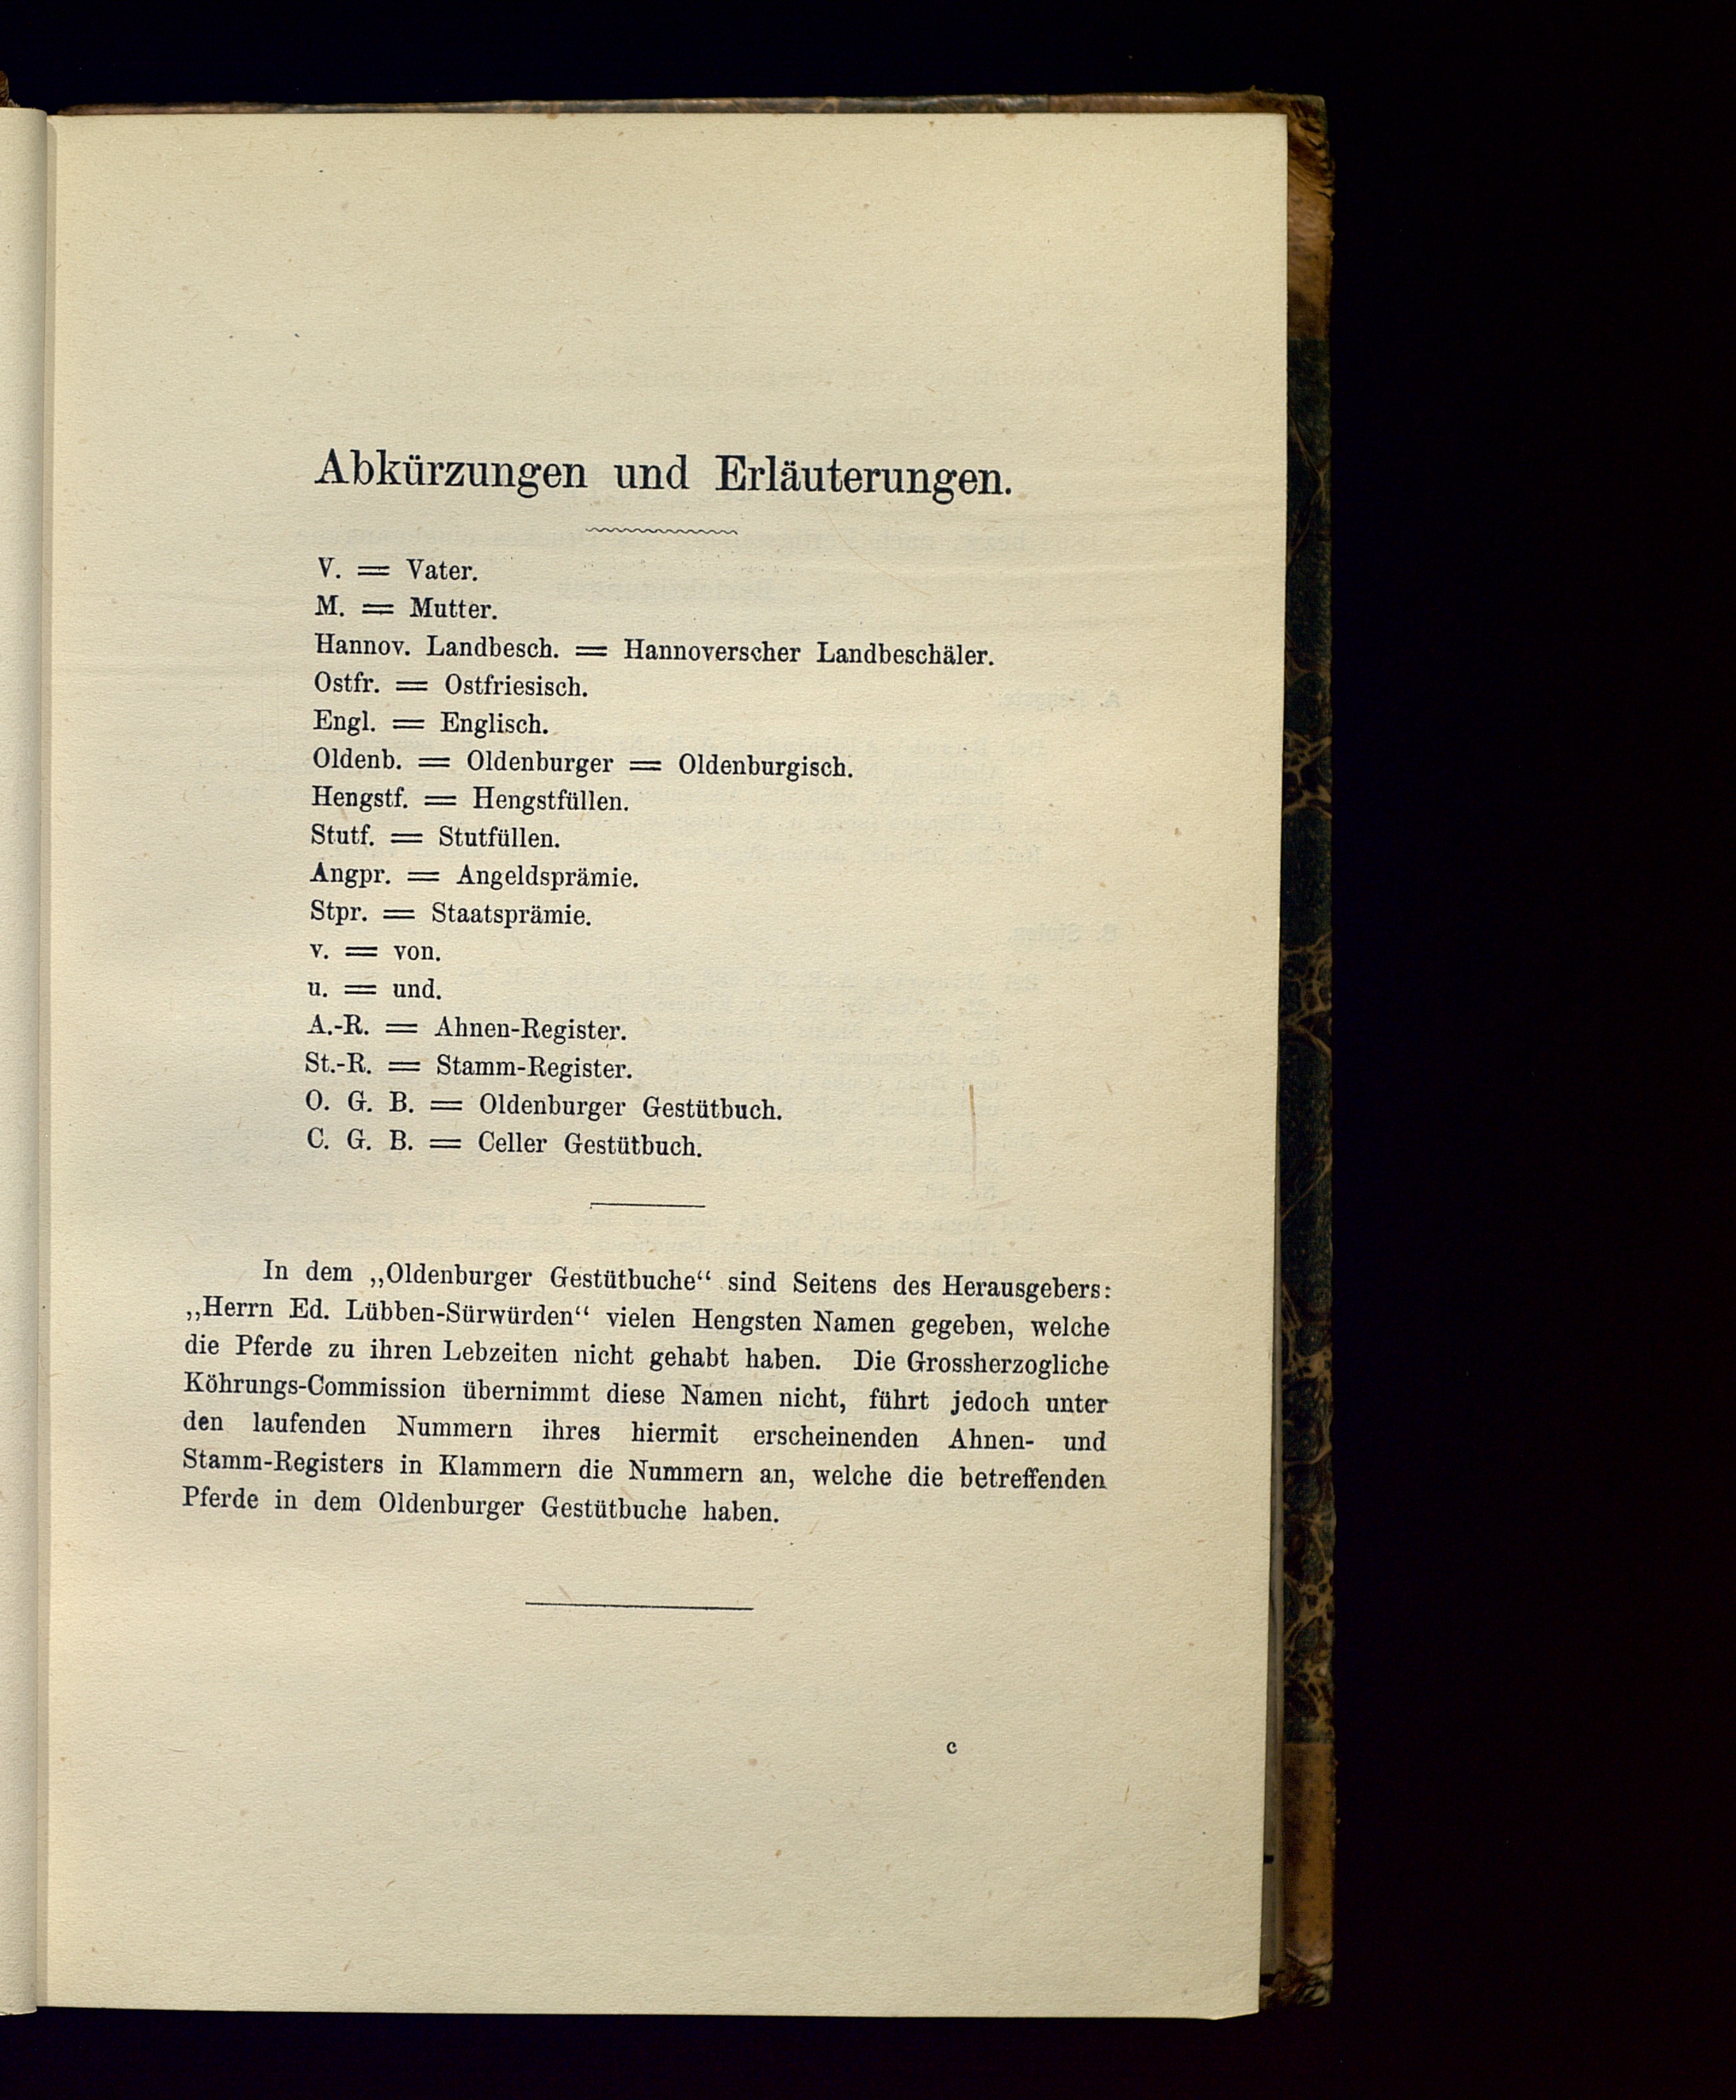 Abkürzungen und Erläuterungen.
V. = Vater.
M. = Mutter.
Hannov. Landbesch. = Hannoverscher Landbeschäler.
Ostfr. = Ostfriesisch.
Engl. = Englisch.
Oldenb. = Oldenburger = Oldenburgisch.
Hengstf. = Hengstfüllen.
Stutf. = Stutfüllen.
Angpr. = Angeldsprämie.
Stpr. = Staatsprämie.
v. = von.
u. = und.
A.-R. = Ahnen-Register.
St.-R. = Stamm-Register.
O. G. B. = Oldenburger Gestütbuch.
C. G. B. = Celler Gestütbuch.
In dem „Oldenburger Gestütbuche“ sind Seitens des Herausgebers:
„Herrn Ed. Lübben-Sürwürden“ vielen Hengsten Namen gegeben, welche
die Pferde zu ihren Lebzeiten nicht gehabt haben. Die Grossherzogliche
Köhrungs-Commission übernimmt diese Namen nicht, führt jedoch unter
den laufenden Nummern ihres hiermit erscheinenden Ahnen- und
Stamm-Registers in Klammern die Nummern an, welche die betreffenden
Pferde in dem Oldenburger Gestütbuche haben.
c